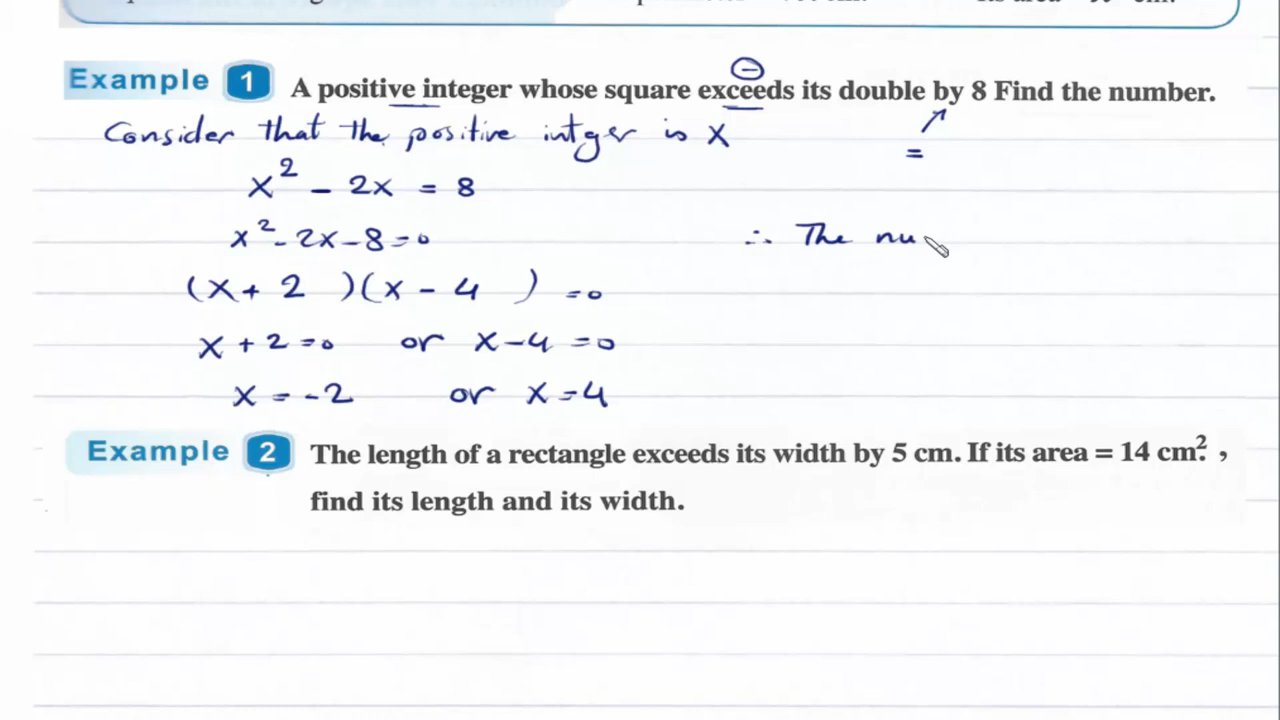 Example 1 A positive integer whose square exceeds its double by 8 Find the number.
⊖
Consider that the positive intger is x
=
x² - 2x = 8
x² - 2x - 8 = 0
∴ The nu
(x + 2 )(x - 4 ) = 0
x + 2 = 0 or x - 4 = 0
x = -2 or x = 4
Example 2 The length of a rectangle exceeds its width by 5 cm. If its area = 14 cm². ,
find its length and its width.